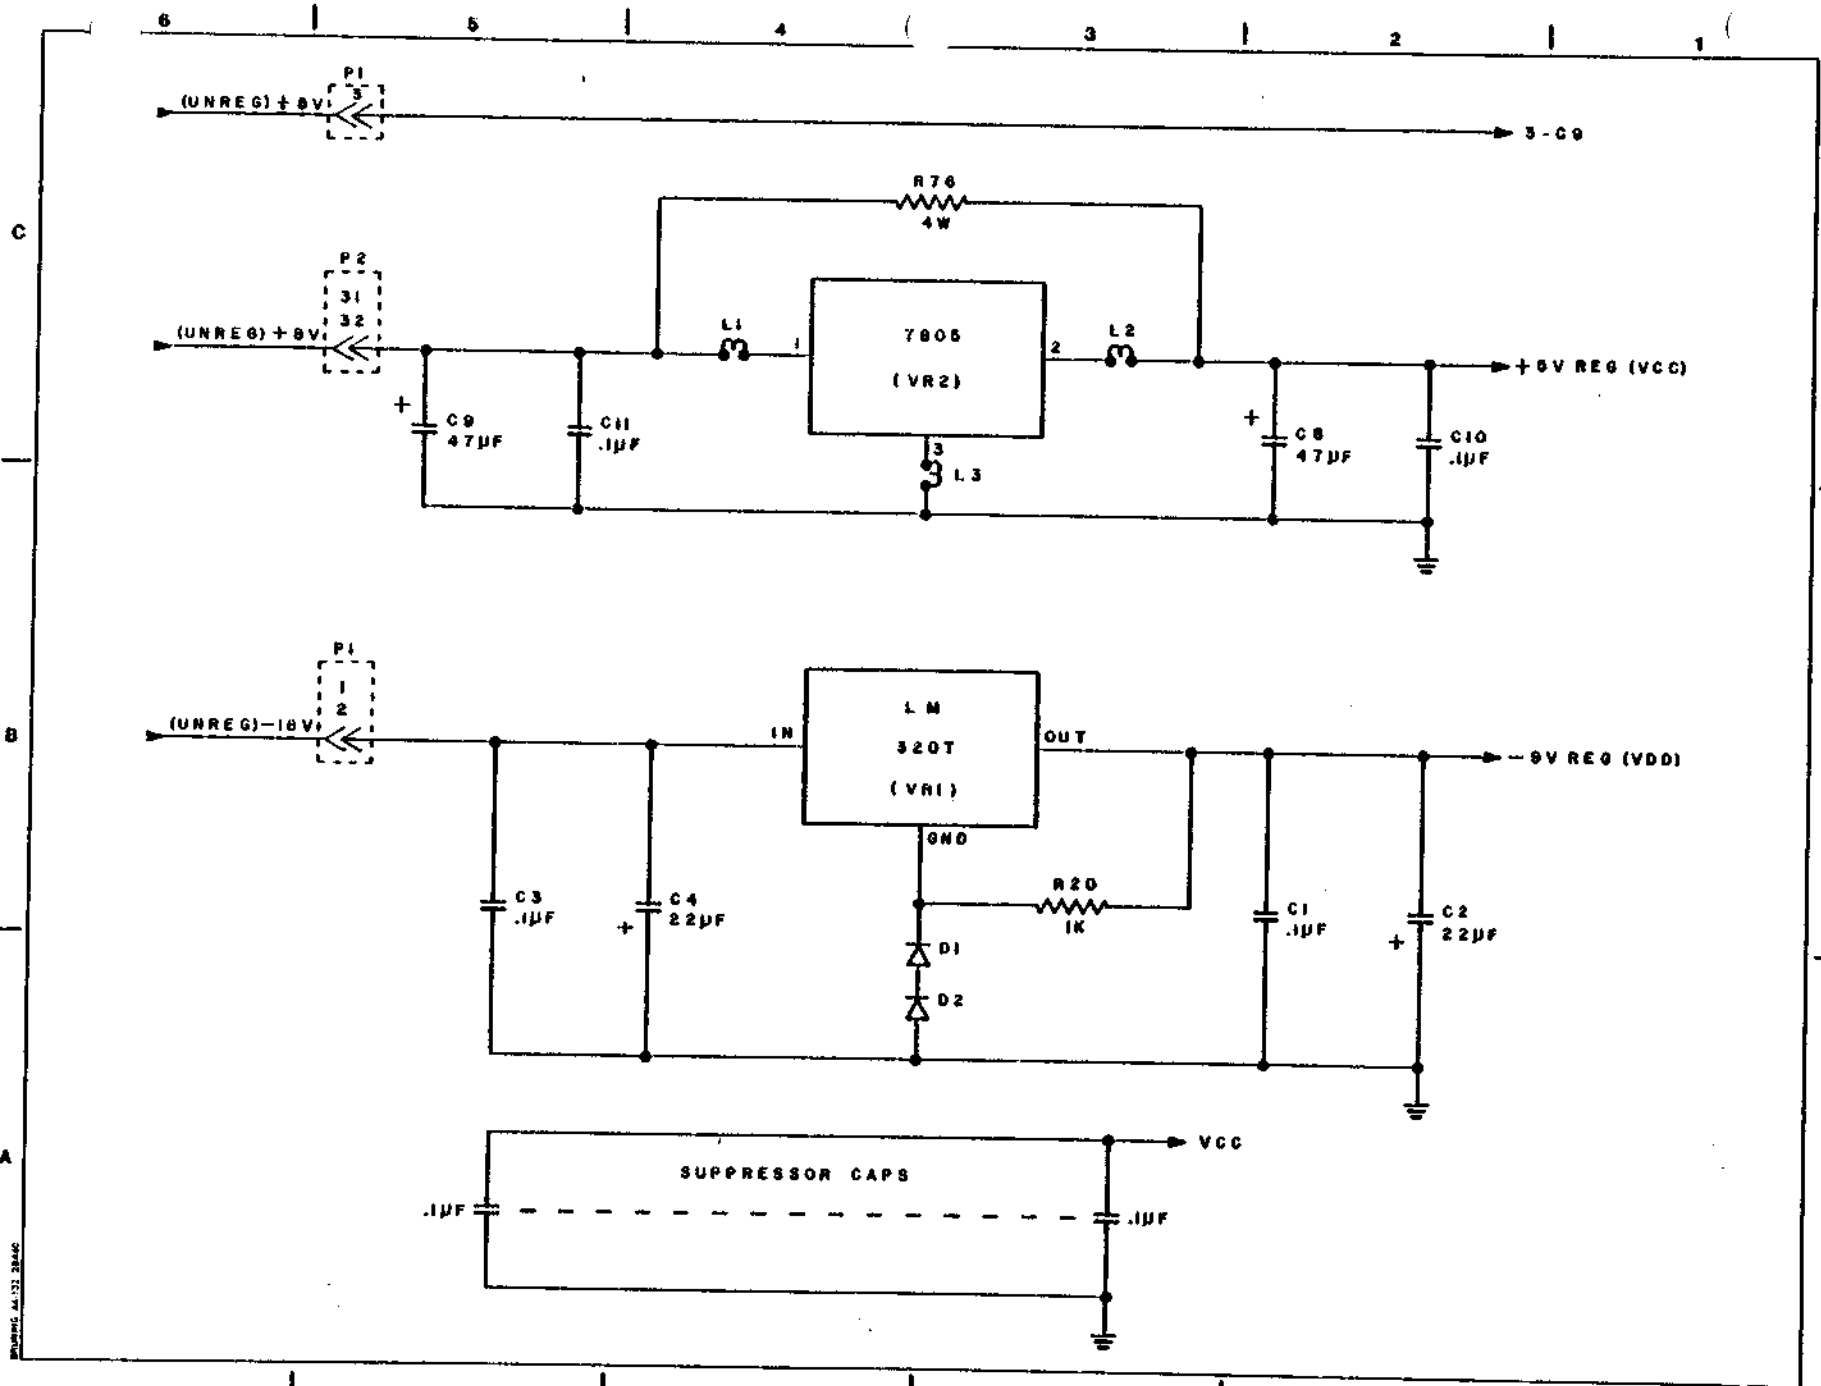 6 5 4 3 2 1
P1
3
(UNREG)+8V
3-C9
R76
4W
C
P2
31
32
(UNREG)+8V
L1
1
7805
(VR2)
2
L2
+5V REG (VCC)
+
C9
47µF
C11
.1µF
3
L3
+
C8
47µF
C10
.1µF
P1
1
2
(UNREG)-18V
B
IN
LM
320T
(VR1)
OUT
-9V REG (VDD)
GND
C3
.1µF
+
C4
22µF
R20
1K
D1
D2
C1
.1µF
+
C2
22µF
A
VCC
SUPPRESSOR CAPS
.1µF
.1µF